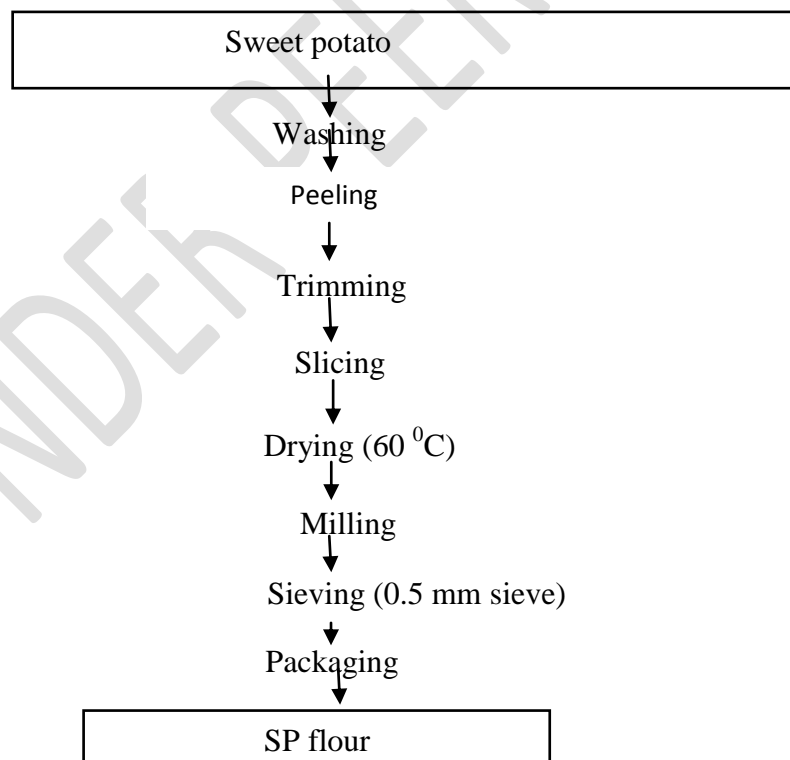 Sweet potato
Washing
Peeling
Trimming
Slicing
Drying (60 ⁰C)
Milling
Sieving (0.5 mm sieve)
Packaging
SP flour